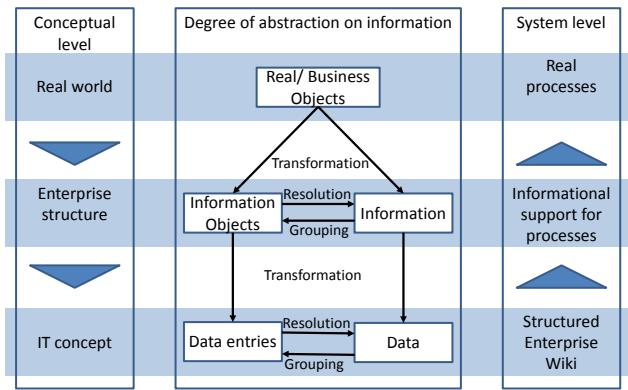 Conceptual
level
Degree of abstraction on information
System level
Real world
Real/ Business
Objects
Real
processes
Transformation
Enterprise
structure
Information
Objects
Resolution
Grouping
Information
Informational
support for
processes
Transformation
IT concept
Data entries
Resolution
Grouping
Data
Structured
Enterprise
Wiki